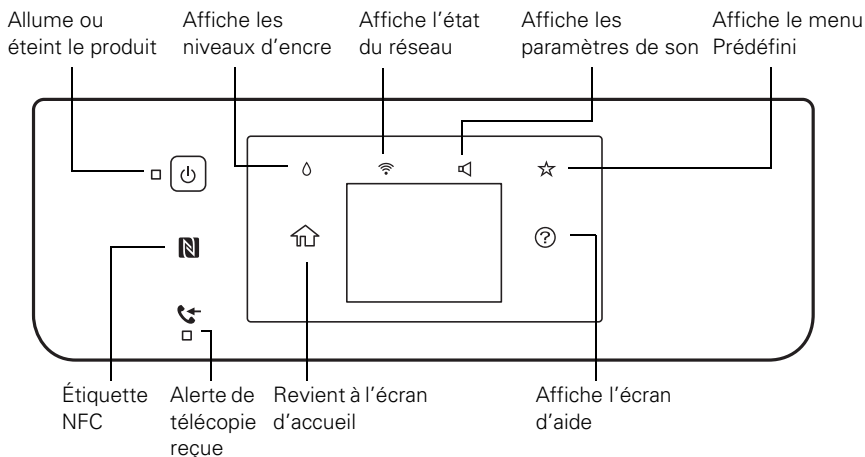 Allume ou
éteint le produit
Affiche les
niveaux d'encre
Affiche l'état
du réseau
Affiche les
paramètres de son
Affiche le menu
Prédéfini
Étiquette
NFC
Alerte de
télécopie
reçue
Revient à l'écran
d'accueil
Affiche l'écran
d'aide